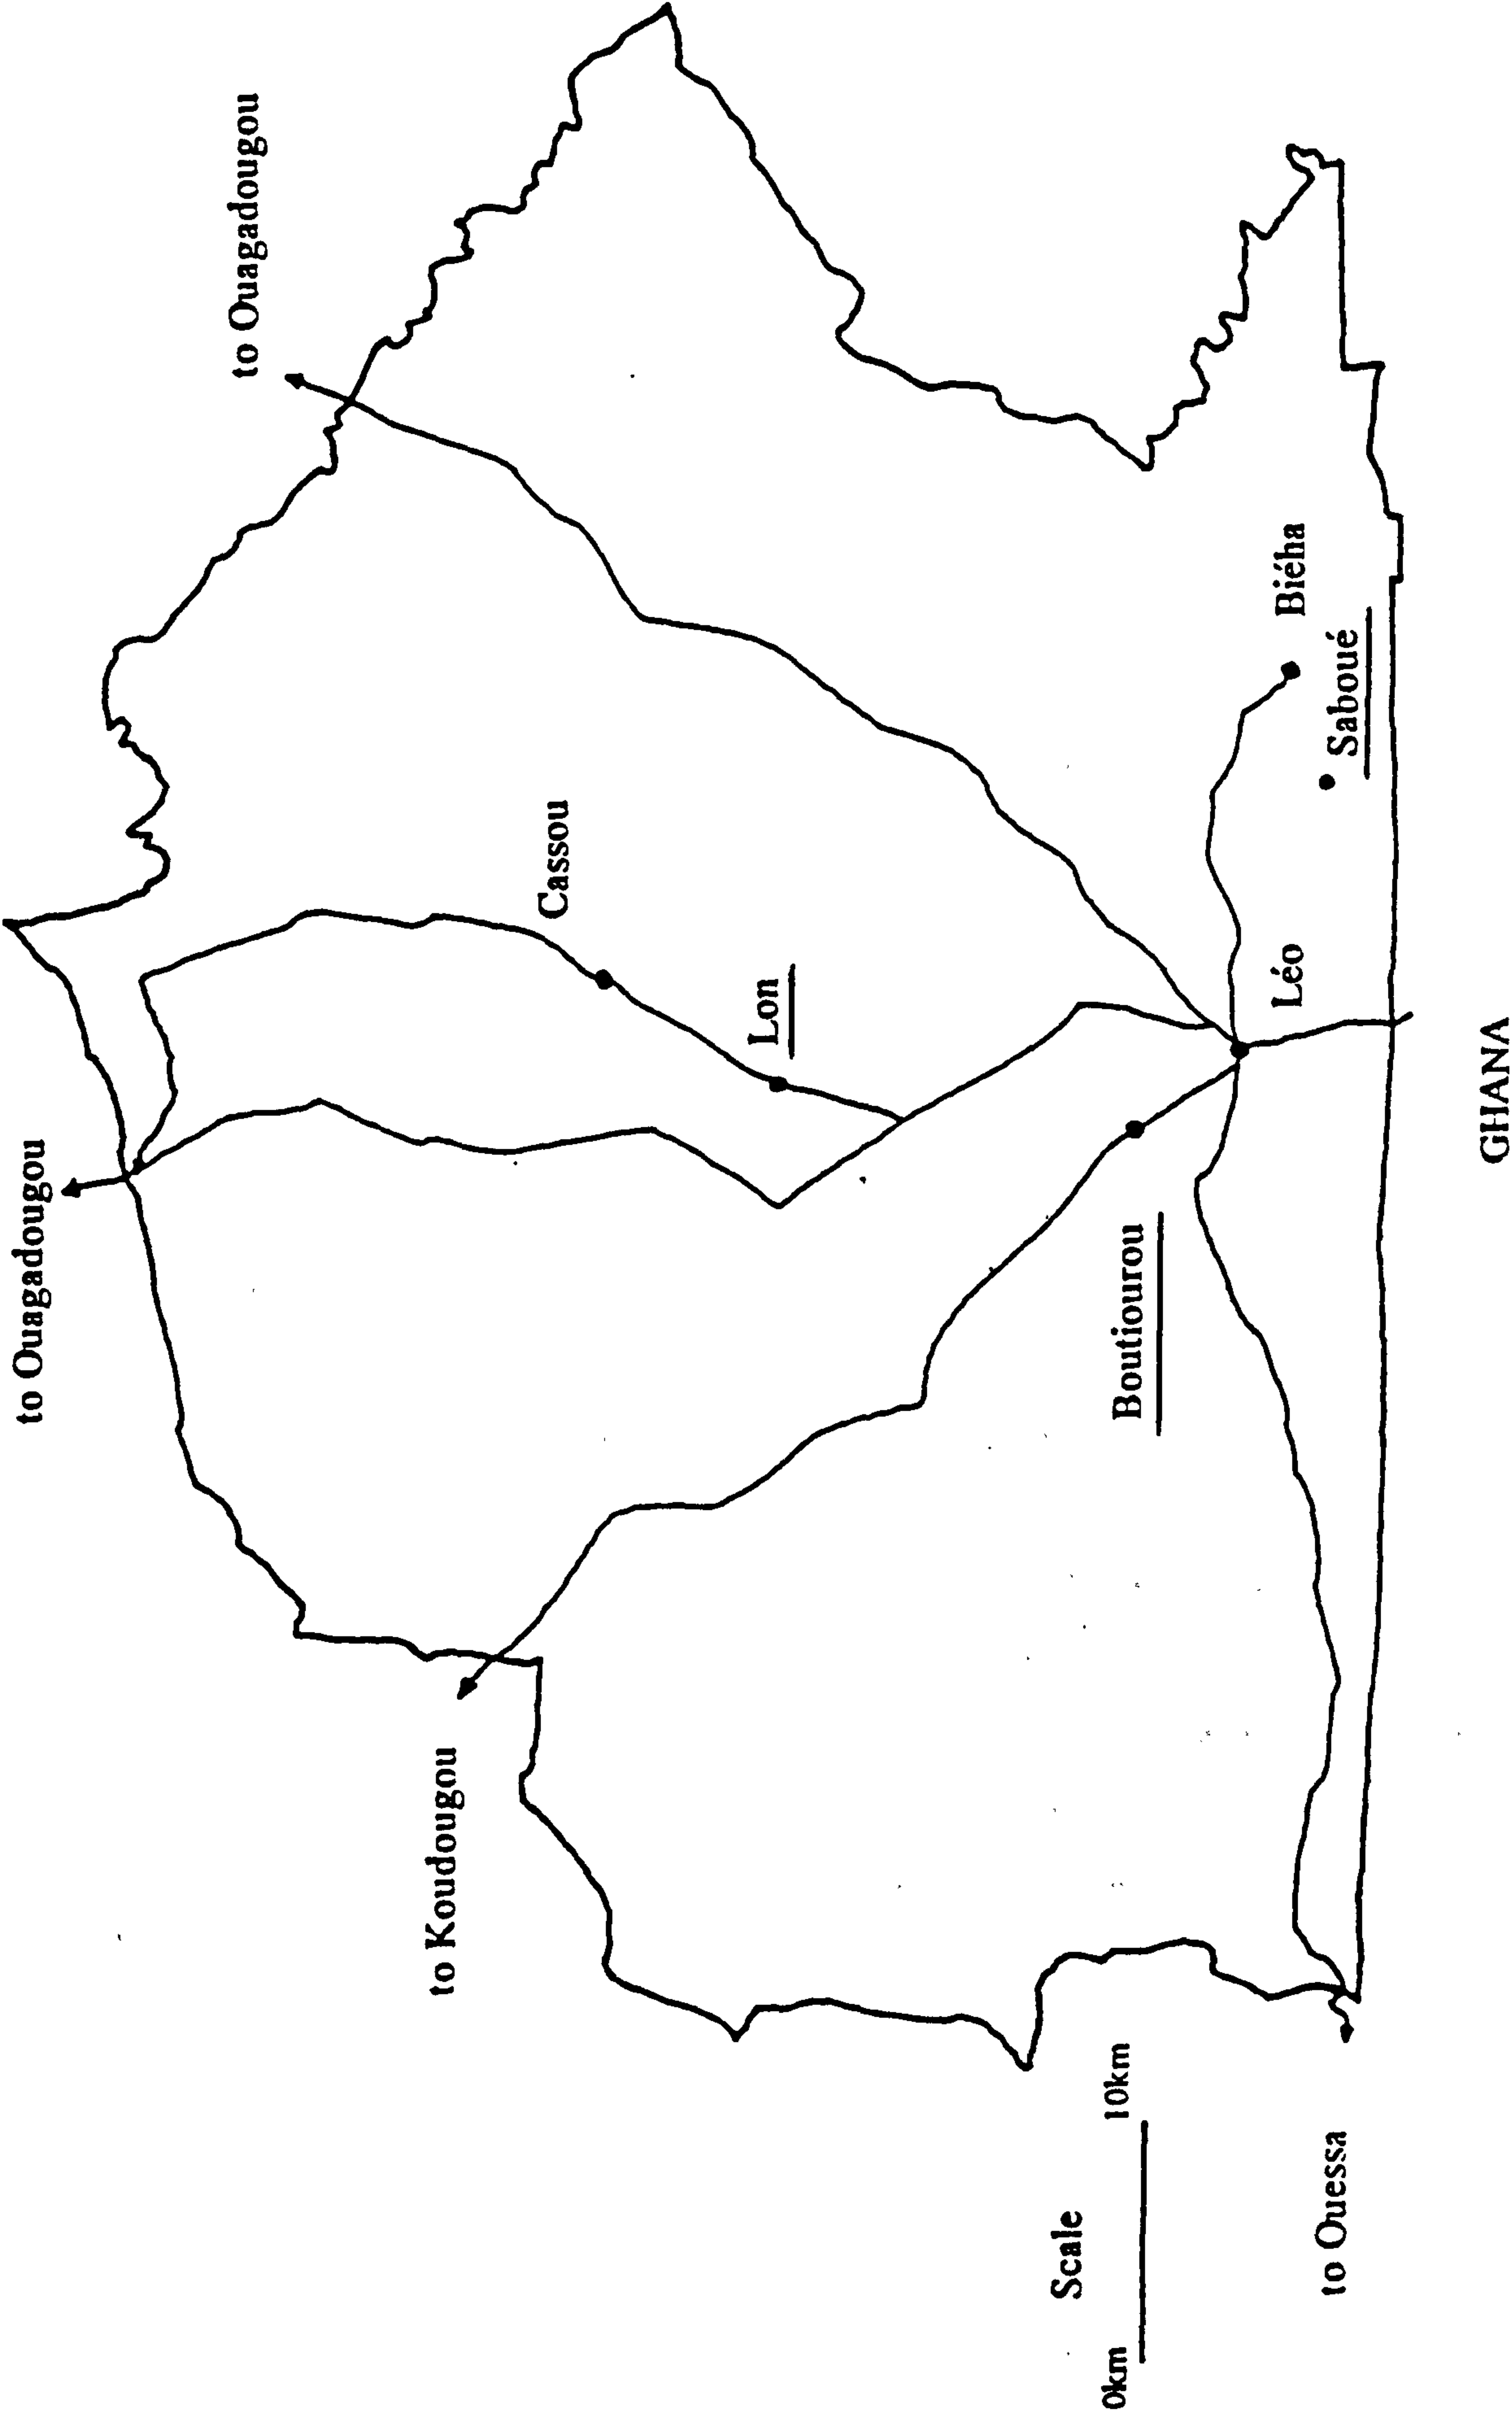 to Ouagadougou
to Ouagadougou
to Koudougou
Cassou
Lon
Boutiourou
Léo
Biéha
Saboué
Scale
0km
10km
to Ouessa
GHANA